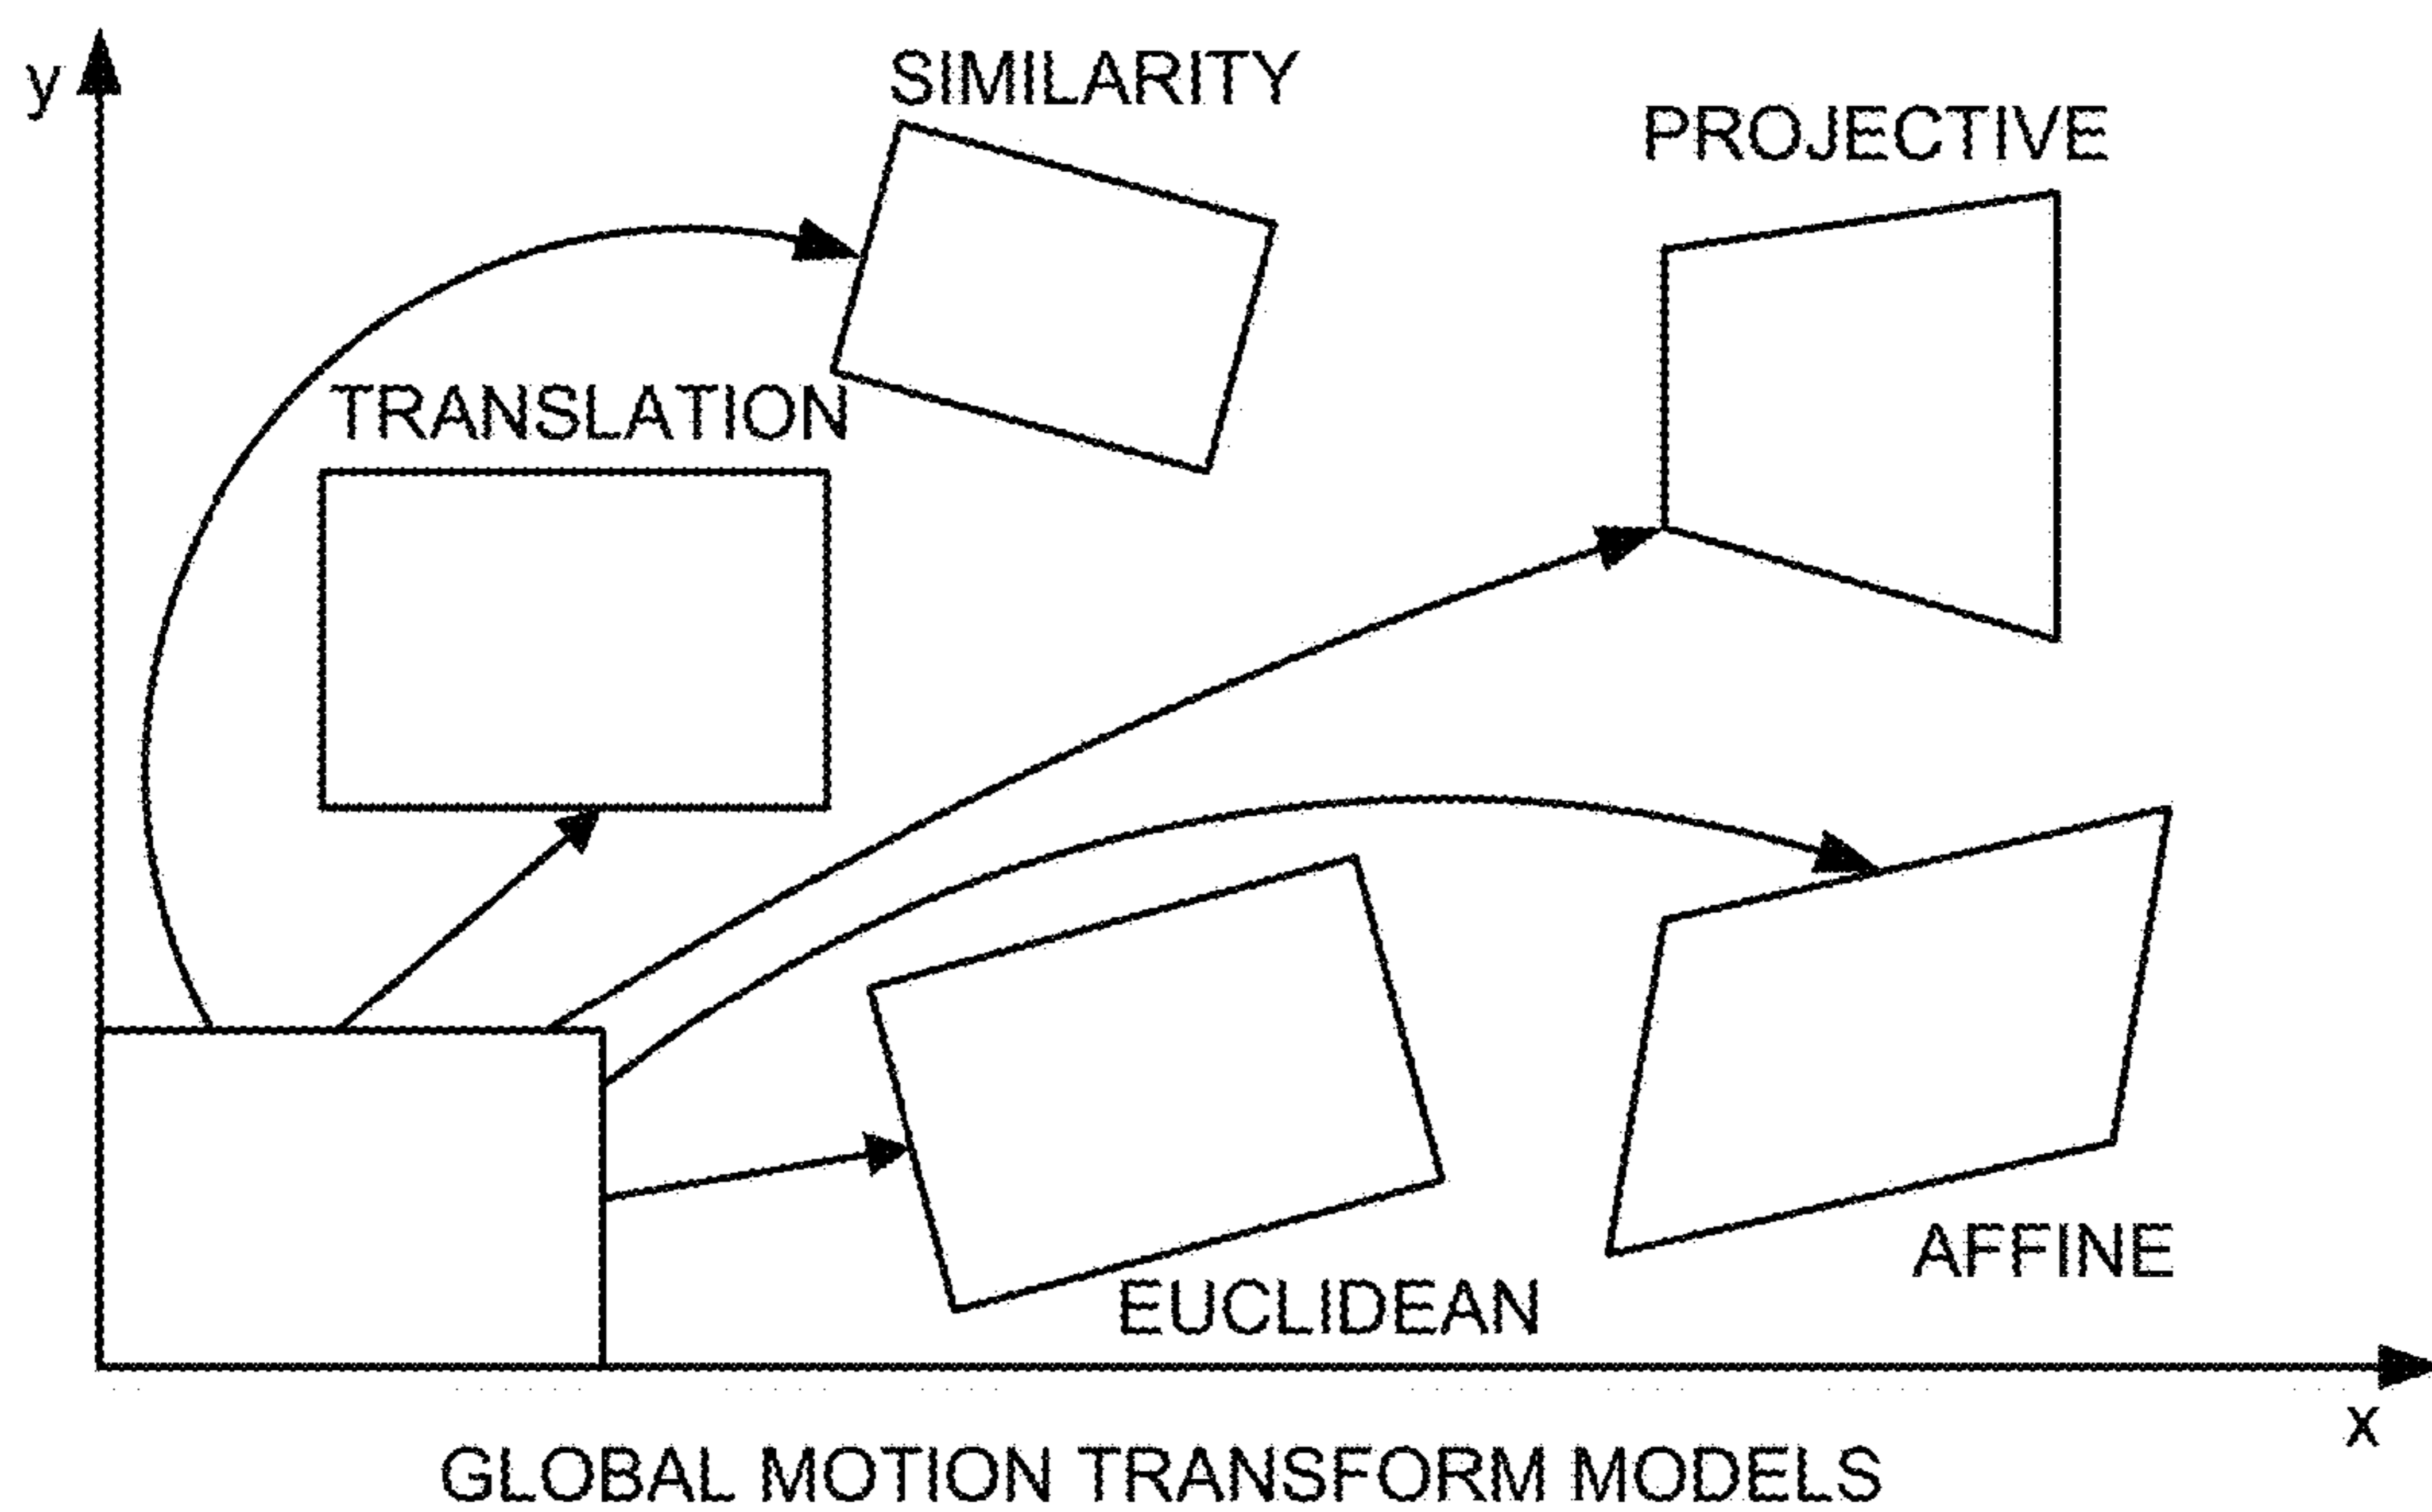 y
SIMILARITY
PROJECTIVE
TRANSLATION
AFFINE
EUCLIDEAN
x
GLOBAL MOTION TRANSFORM MODELS